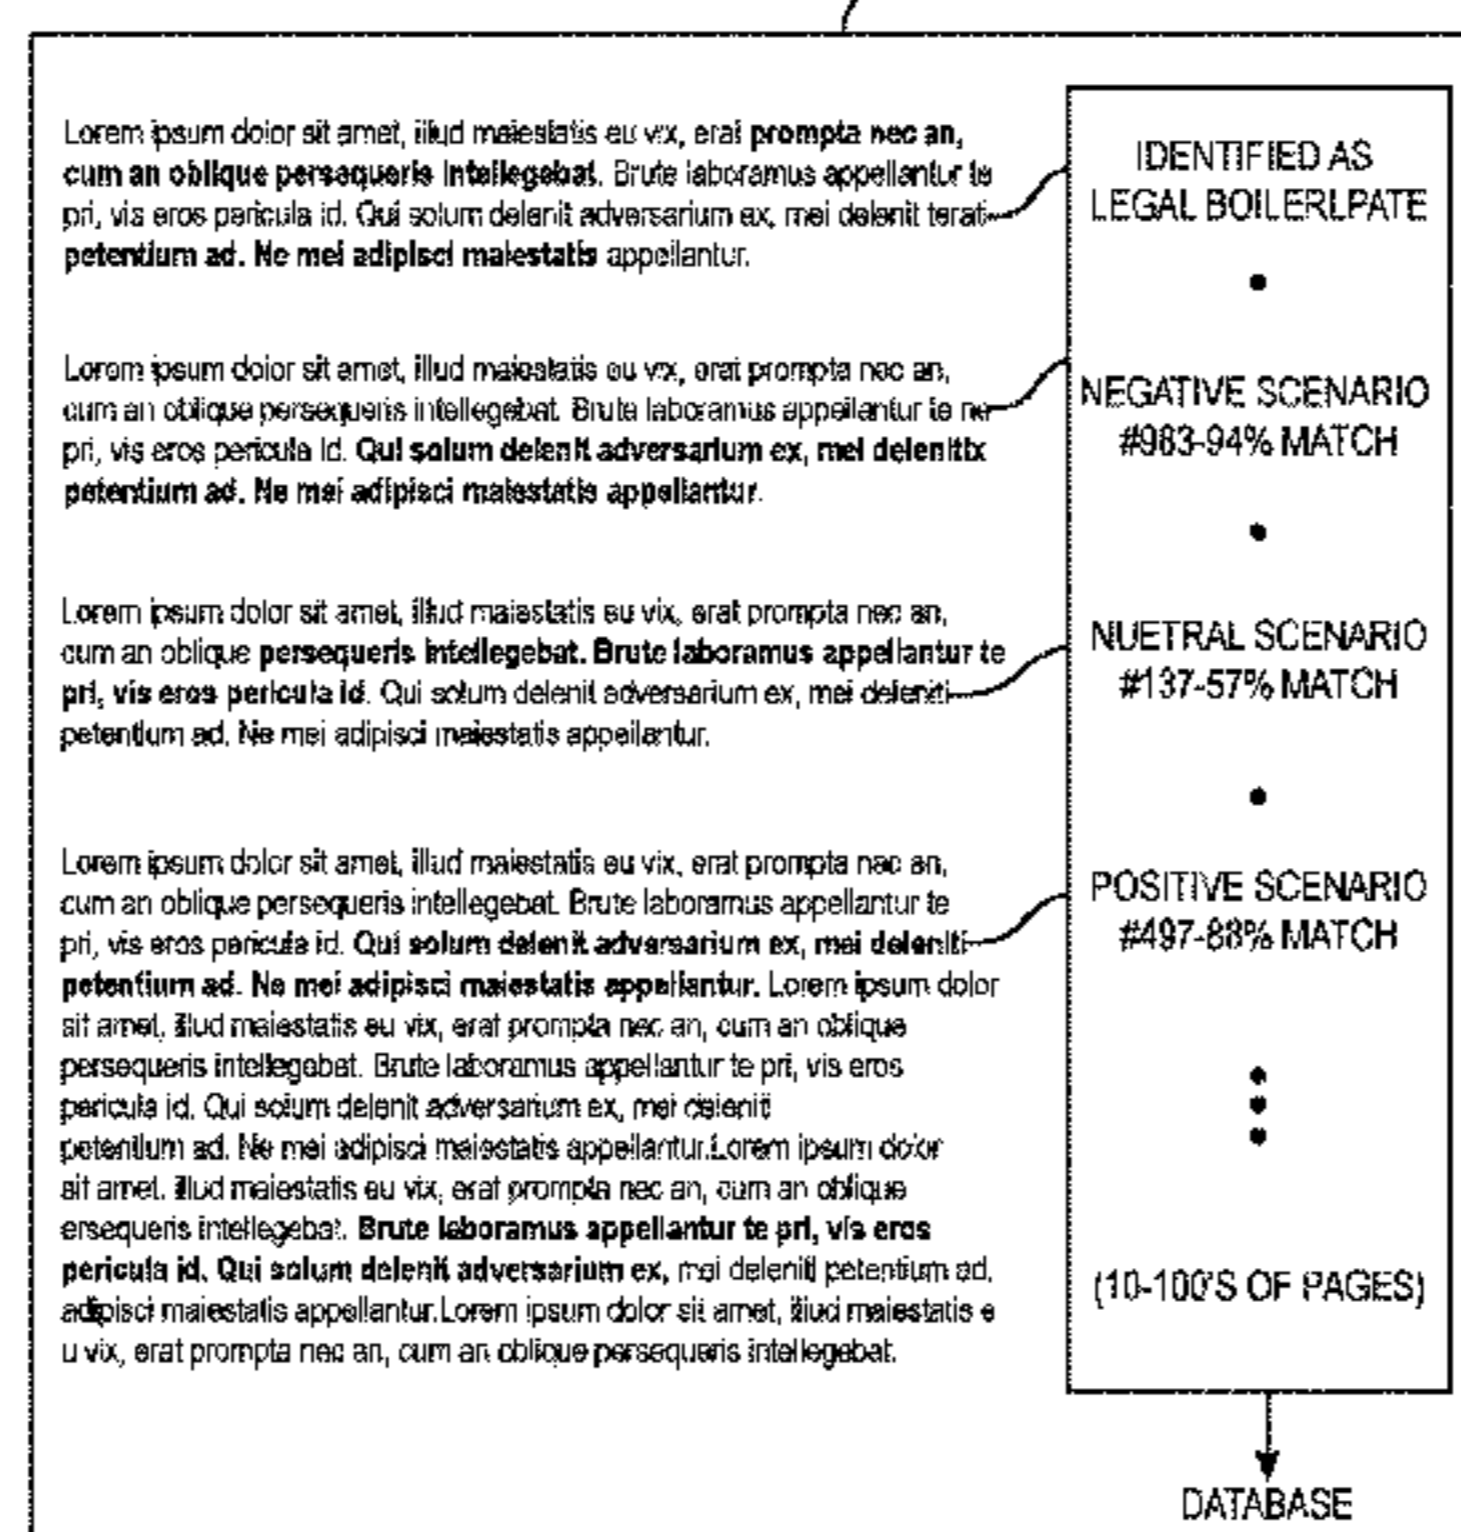 Lorem ipsum dolor sit amet, illud maiestatis eu vix, erat prompta nec an,
cum an oblique persequeris intellegebat. Brute laboramus appellantur te
pri, vis eros pericula id. Qui solum delenit adversarium ex, mei delenit terati
petentium ad. Ne mei adipisci maiestatis appellantur.
Lorem ipsum dolor sit amet, illud maiestatis eu vix, erat prompta nec an,
cum an oblique persequeris intellegebat. Brute laboramus appellantur te ne
pri, vis eros pericula id. Qui solum delenit adversarium ex, mei delenitix
petentium ad. Ne mei adipisci maiestatis appellantur.
Lorem ipsum dolor sit amet, illud maiestatis eu vix, erat prompta nec an,
cum an oblique persequeris intellegebat. Brute laboramus appellantur te
pri, vis eros pericula id. Qui solum delenit adversarium ex, mei deleniti
petentium ad. Ne mei adipisci maiestatis appellantur.
Lorem ipsum dolor sit amet, illud maiestatis eu vix, erat prompta nec an,
cum an oblique persequeris intellegebat. Brute laboramus appellantur te
pri, vis eros pericula id. Qui solum delenit adversarium ex, mei deleniti
petentium ad. Ne mei adipisci maiestatis appellantur. Lorem ipsum dolor
sit amet, illud maiestatis eu vix, erat prompta nec an, cum an oblique
persequeris intellegebat. Brute laboramus appellantur te pri, vis eros
pericula id. Qui solum delenit adversarium ex, mei deleniti
petentium ad. Ne mei adipisci maiestatis appellantur.Lorem ipsum dolor
sit amet, illud maiestatis eu vix, erat prompta nec an, cum an oblique
ersequeris intellegebat. Brute laboramus appellantur te pri, vis eros
pericula id. Qui solum delenit adversarium ex, mei deleniti petentium ad.
adipisci maiestatis appellantur.Lorem ipsum dolor sit amet, illud maiestatis e
u vix, erat prompta nec an, cum an oblique persequeris intellegebat.
IDENTIFIED AS
LEGAL BOILERLPATE
NEGATIVE SCENARIO
#983-94% MATCH
NUETRAL SCENARIO
#137-57% MATCH
POSITIVE SCENARIO
#497-88% MATCH
(10-100'S OF PAGES)
DATABASE